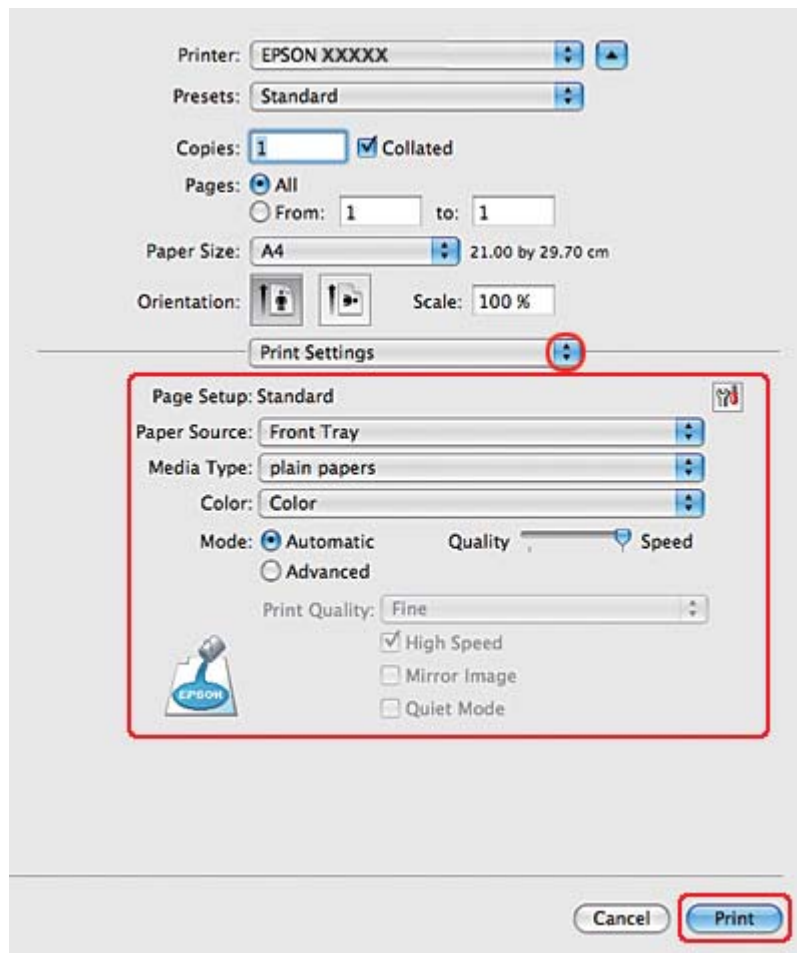 Printer: EPSON XXXXX
Presets: Standard
Copies: 1 Collated
Pages: All
From: 1 to: 1
Paper Size: A4 21.00 by 29.70 cm
Orientation: Scale: 100 %
Print Settings
Page Setup: Standard
Paper Source: Front Tray
Media Type: plain papers
Color: Color
Mode: Automatic Quality Speed
Advanced
Print Quality: Fine
High Speed
Mirror Image
EPSON
Quiet Mode
Cancel Print